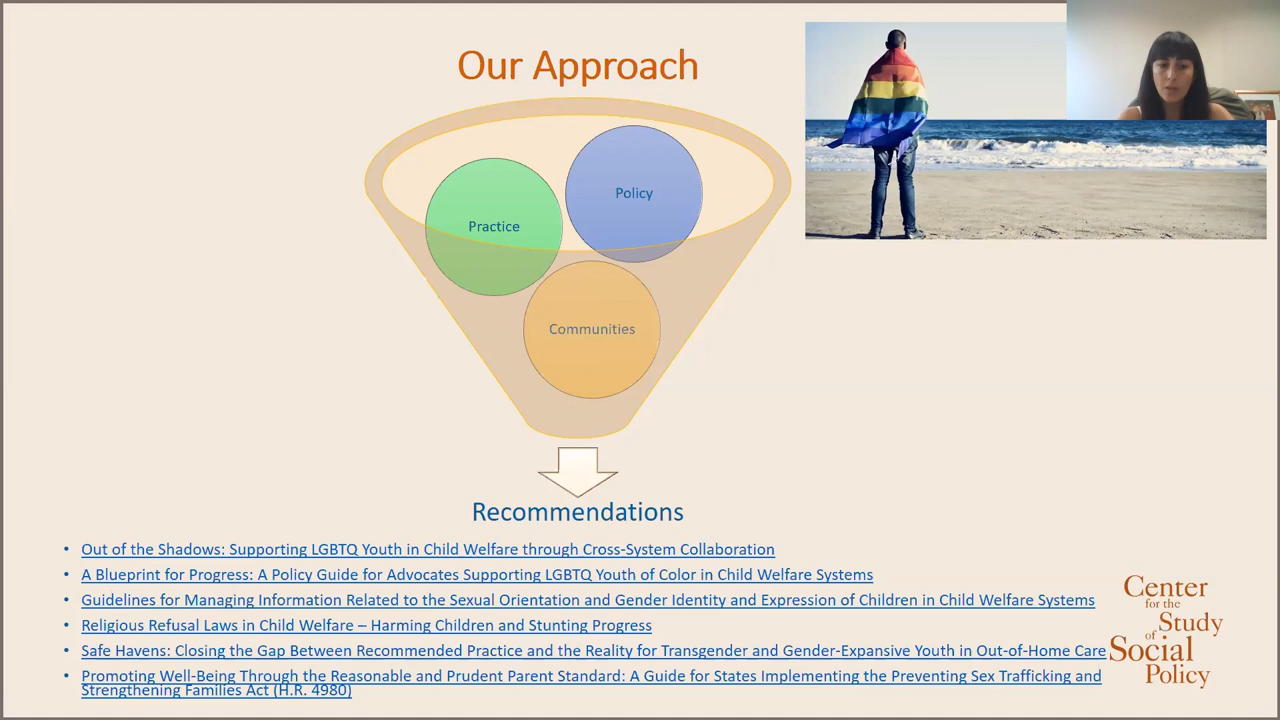 Our Approach
Policy
Practice
Communities
Recommendations
• Out of the Shadows: Supporting LGBTQ Youth in Child Welfare through Cross-System Collaboration
• A Blueprint for Progress: A Policy Guide for Advocates Supporting LGBTQ Youth of Color in Child Welfare Systems
• Guidelines for Managing Information Related to the Sexual Orientation and Gender Identity and Expression of Children in Child Welfare Systems
• Religious Refusal Laws in Child Welfare – Harming Children and Stunting Progress
• Safe Havens: Closing the Gap Between Recommended Practice and the Reality for Transgender and Gender-Expansive Youth in Out-of-Home Care
• Promoting Well-Being Through the Reasonable and Prudent Parent Standard: A Guide for States Implementing the Preventing Sex Trafficking and
Strengthening Families Act (H.R. 4980)
Center
for the
Study
of
Social
Policy